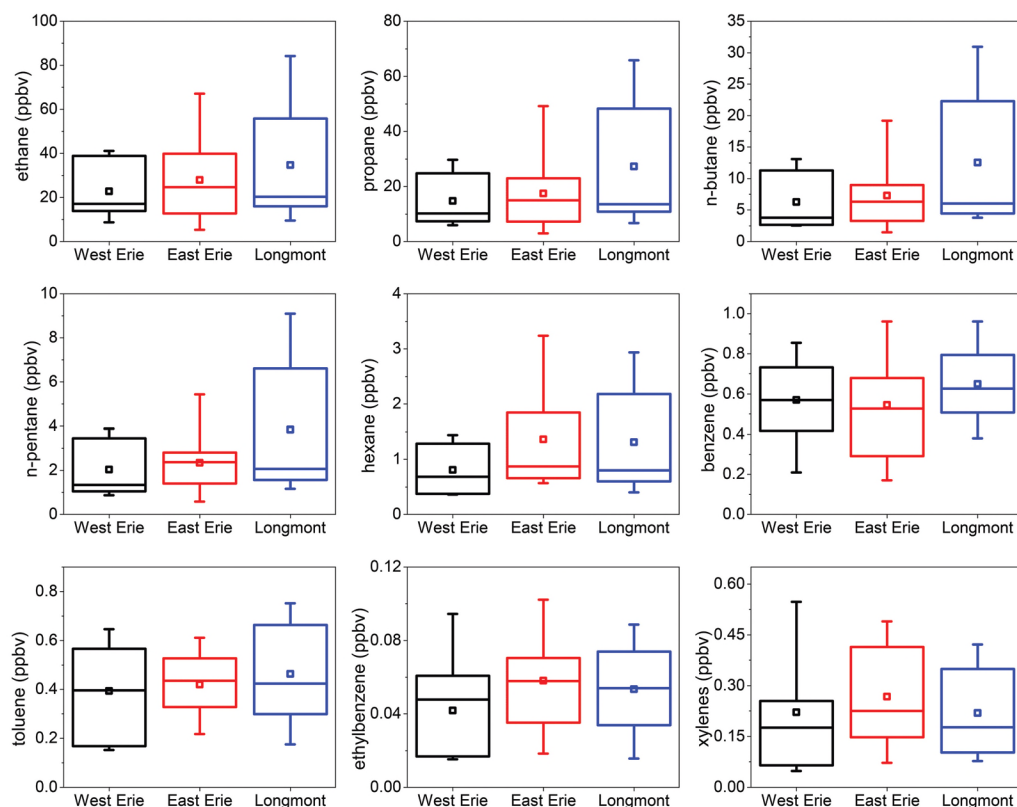 ethane (ppbv)
100
80
60
40
20
0
West Erie East Erie Longmont
propane (ppbv)
80
60
40
20
0
West Erie East Erie Longmont
n-butane (ppbv)
35
30
25
20
15
10
5
0
West Erie East Erie Longmont
n-pentane (ppbv)
10
8
6
4
2
0
West Erie East Erie Longmont
hexane (ppbv)
4
3
2
1
0
West Erie East Erie Longmont
benzene (ppbv)
1.0
0.8
0.6
0.4
0.2
0.0
West Erie East Erie Longmont
toluene (ppbv)
0.8
0.6
0.4
0.2
0.0
West Erie East Erie Longmont
ethylbenzene (ppbv)
0.12
0.08
0.04
0.00
West Erie East Erie Longmont
xylenes (ppbv)
0.60
0.45
0.30
0.15
0.00
West Erie East Erie Longmont